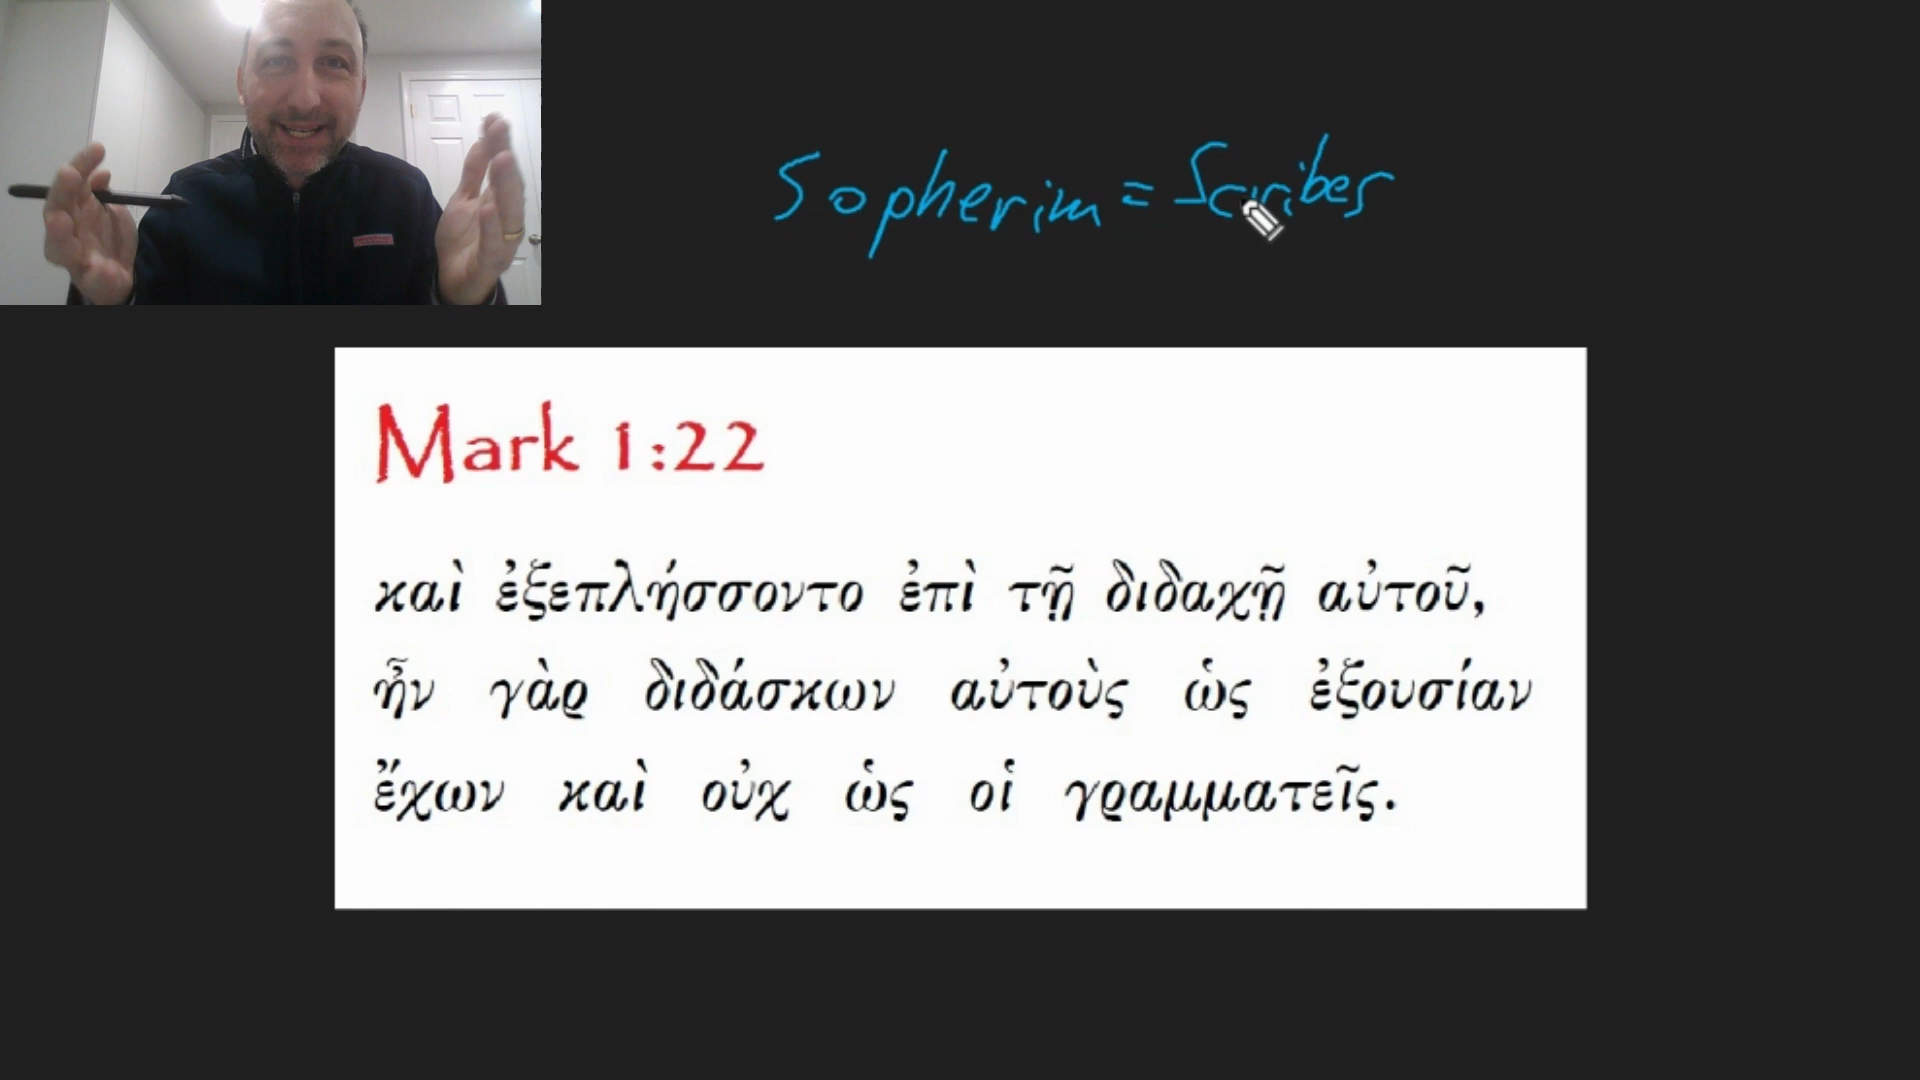 Sopherim = Scribes
Mark 1:22
καὶ ἐξεπλήσσοντο ἐπὶ τῇ διδαχῇ αὐτοῦ,
ἦν γὰρ διδάσκων αὐτοὺς ὡς ἐξουσίαν
ἔχων καὶ οὐχ ὡς οἱ γραμματεῖς.